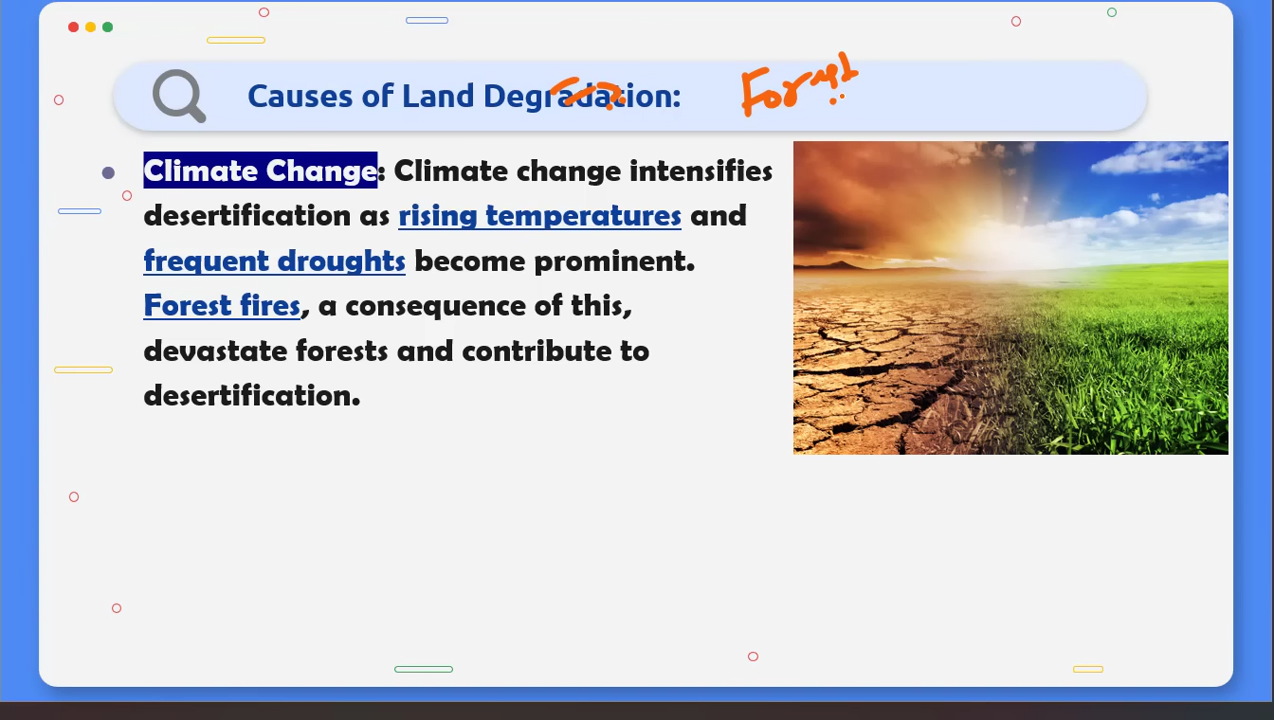 Causes of Land Degradation:
Climate Change: Climate change intensifies
desertification as rising temperatures and
frequent droughts become prominent.
Forest fires, a consequence of this,
devastate forests and contribute to
desertification.